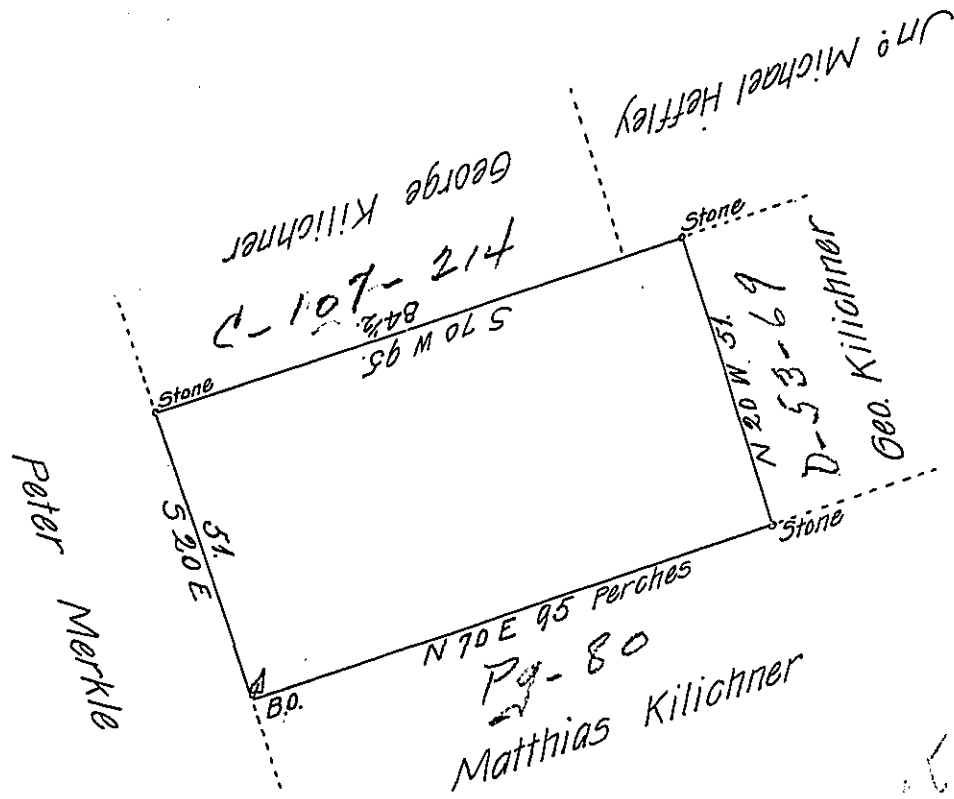 Jno. Michael Heffley
George Kilichner
C-107-214
84½.
S 70 W 95.
Stone
Stone
N 20 W. 51.
D-53-69
Geo. Kilichner
Peter Merkle
51.
S 20 E
Stone
N 70 E 95 Perches
B.O.
Pg-80
Matthias Kilichner